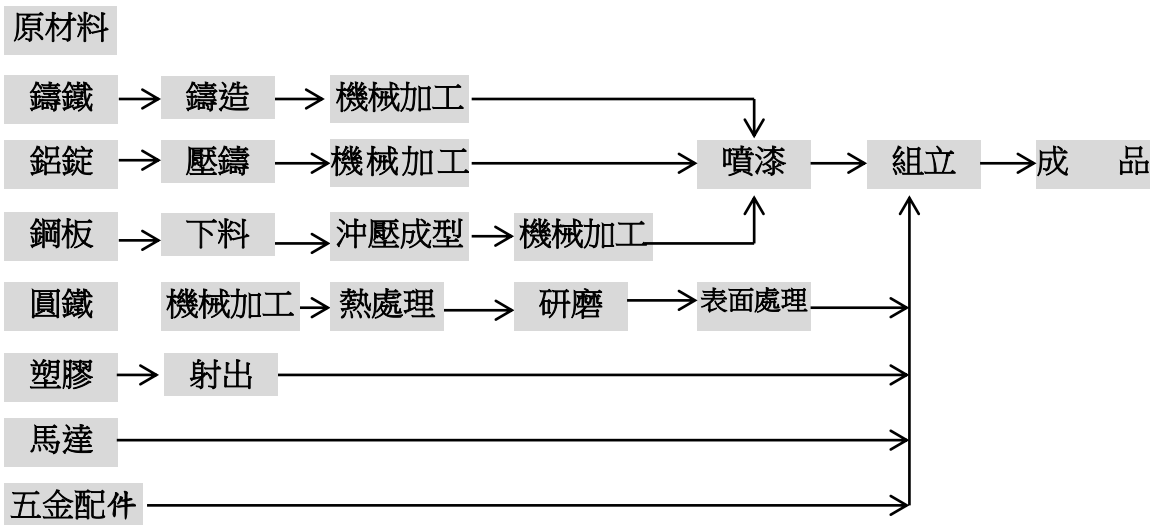 原材料
鑄鐵 鑄造 機械加工
鋁錠 壓鑄 機械加工 噴漆 組立 成 品
鋼板 下料 沖壓成型 機械加工
圓鐵 機械加工 熱處理 研磨 表面處理
塑膠 射出
馬達
五金配件